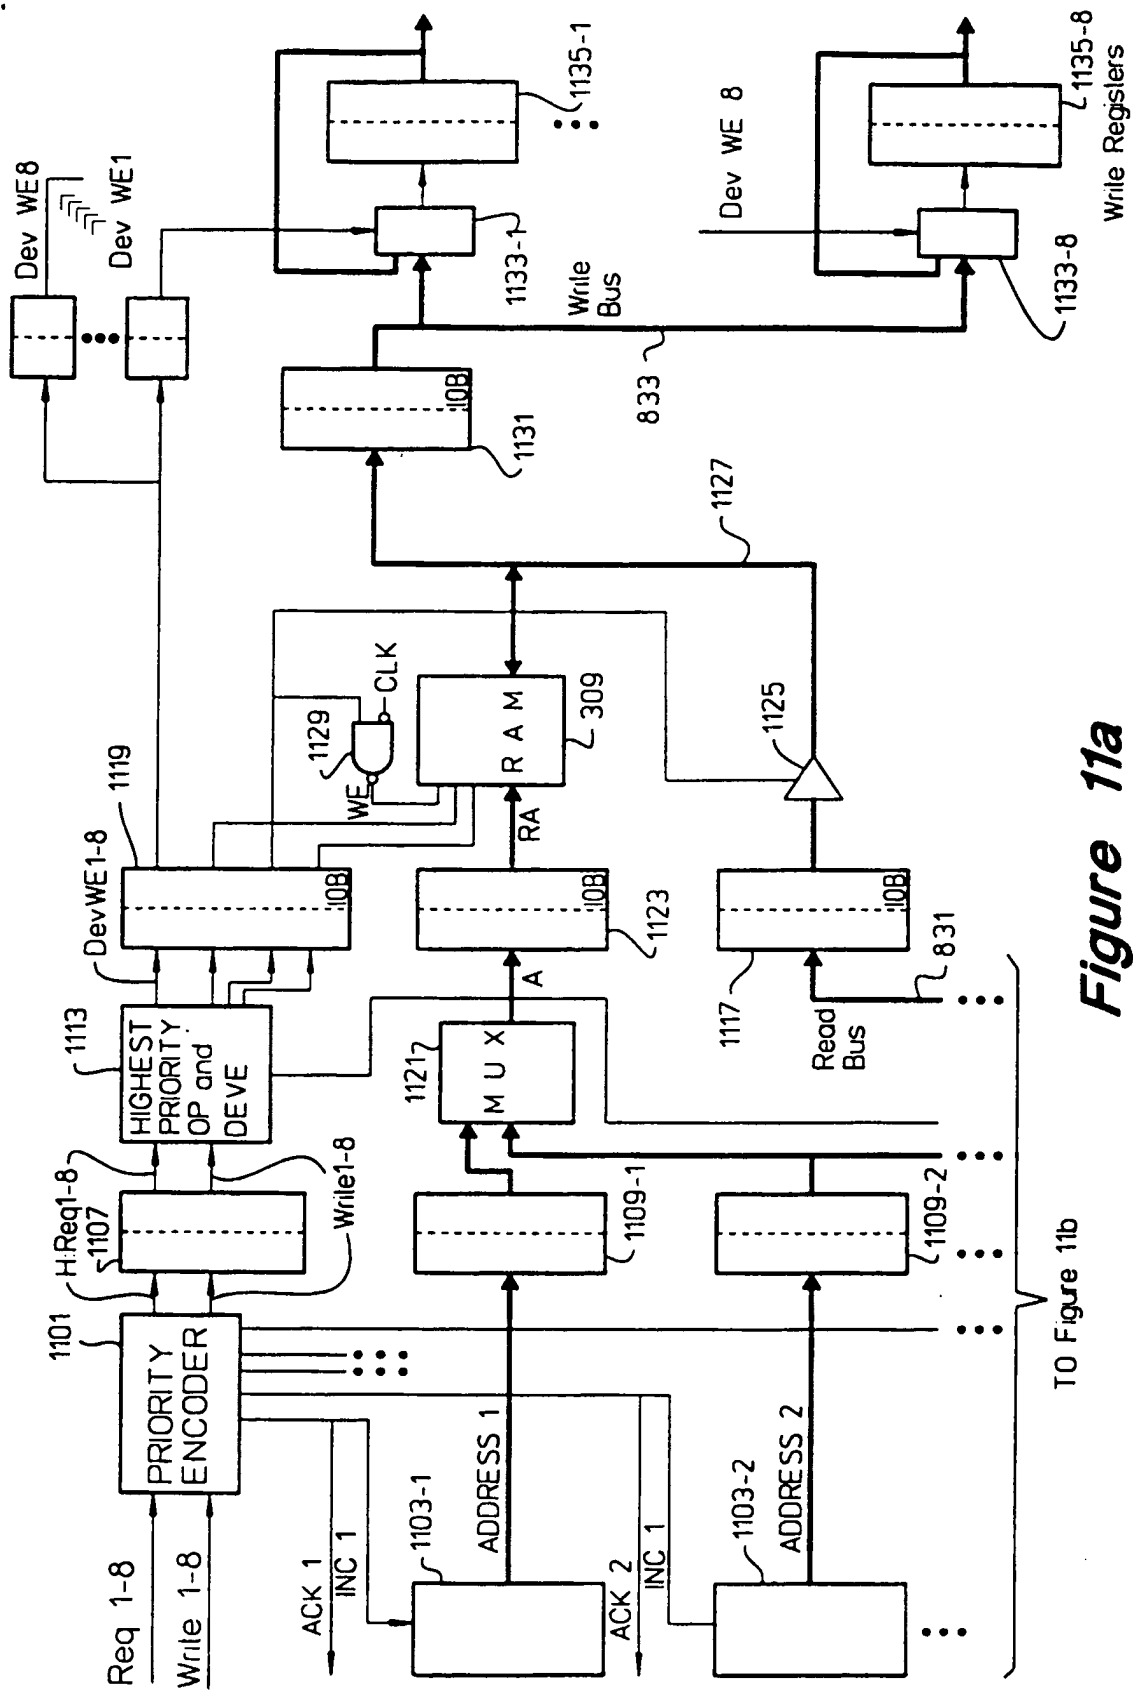 Req 1-8
Write 1-8
1101
PRIORITY
ENCODER
H:Req1-8
1107
Write1-8
1113
HIGHEST
PRIORITY
OP and
DEVE
DevWE1-8
1119
IOB
Dev WE8
Dev WE1
ACK 1
INC 1
1103-1
ADDRESS 1
1109-1
1121
MUX
A
1123
IOB
RA
WE
1129
CLK
RAM
309
1127
1131
IOB
833
Write
Bus
1133-1
1135-1
ACK 2
INC 1
1103-2
ADDRESS 2
1109-2
Read
Bus
831
1117
IOB
1125
Dev WE 8
1133-8
1135-8
Write Registers
TO Figure 11b
Figure 11a